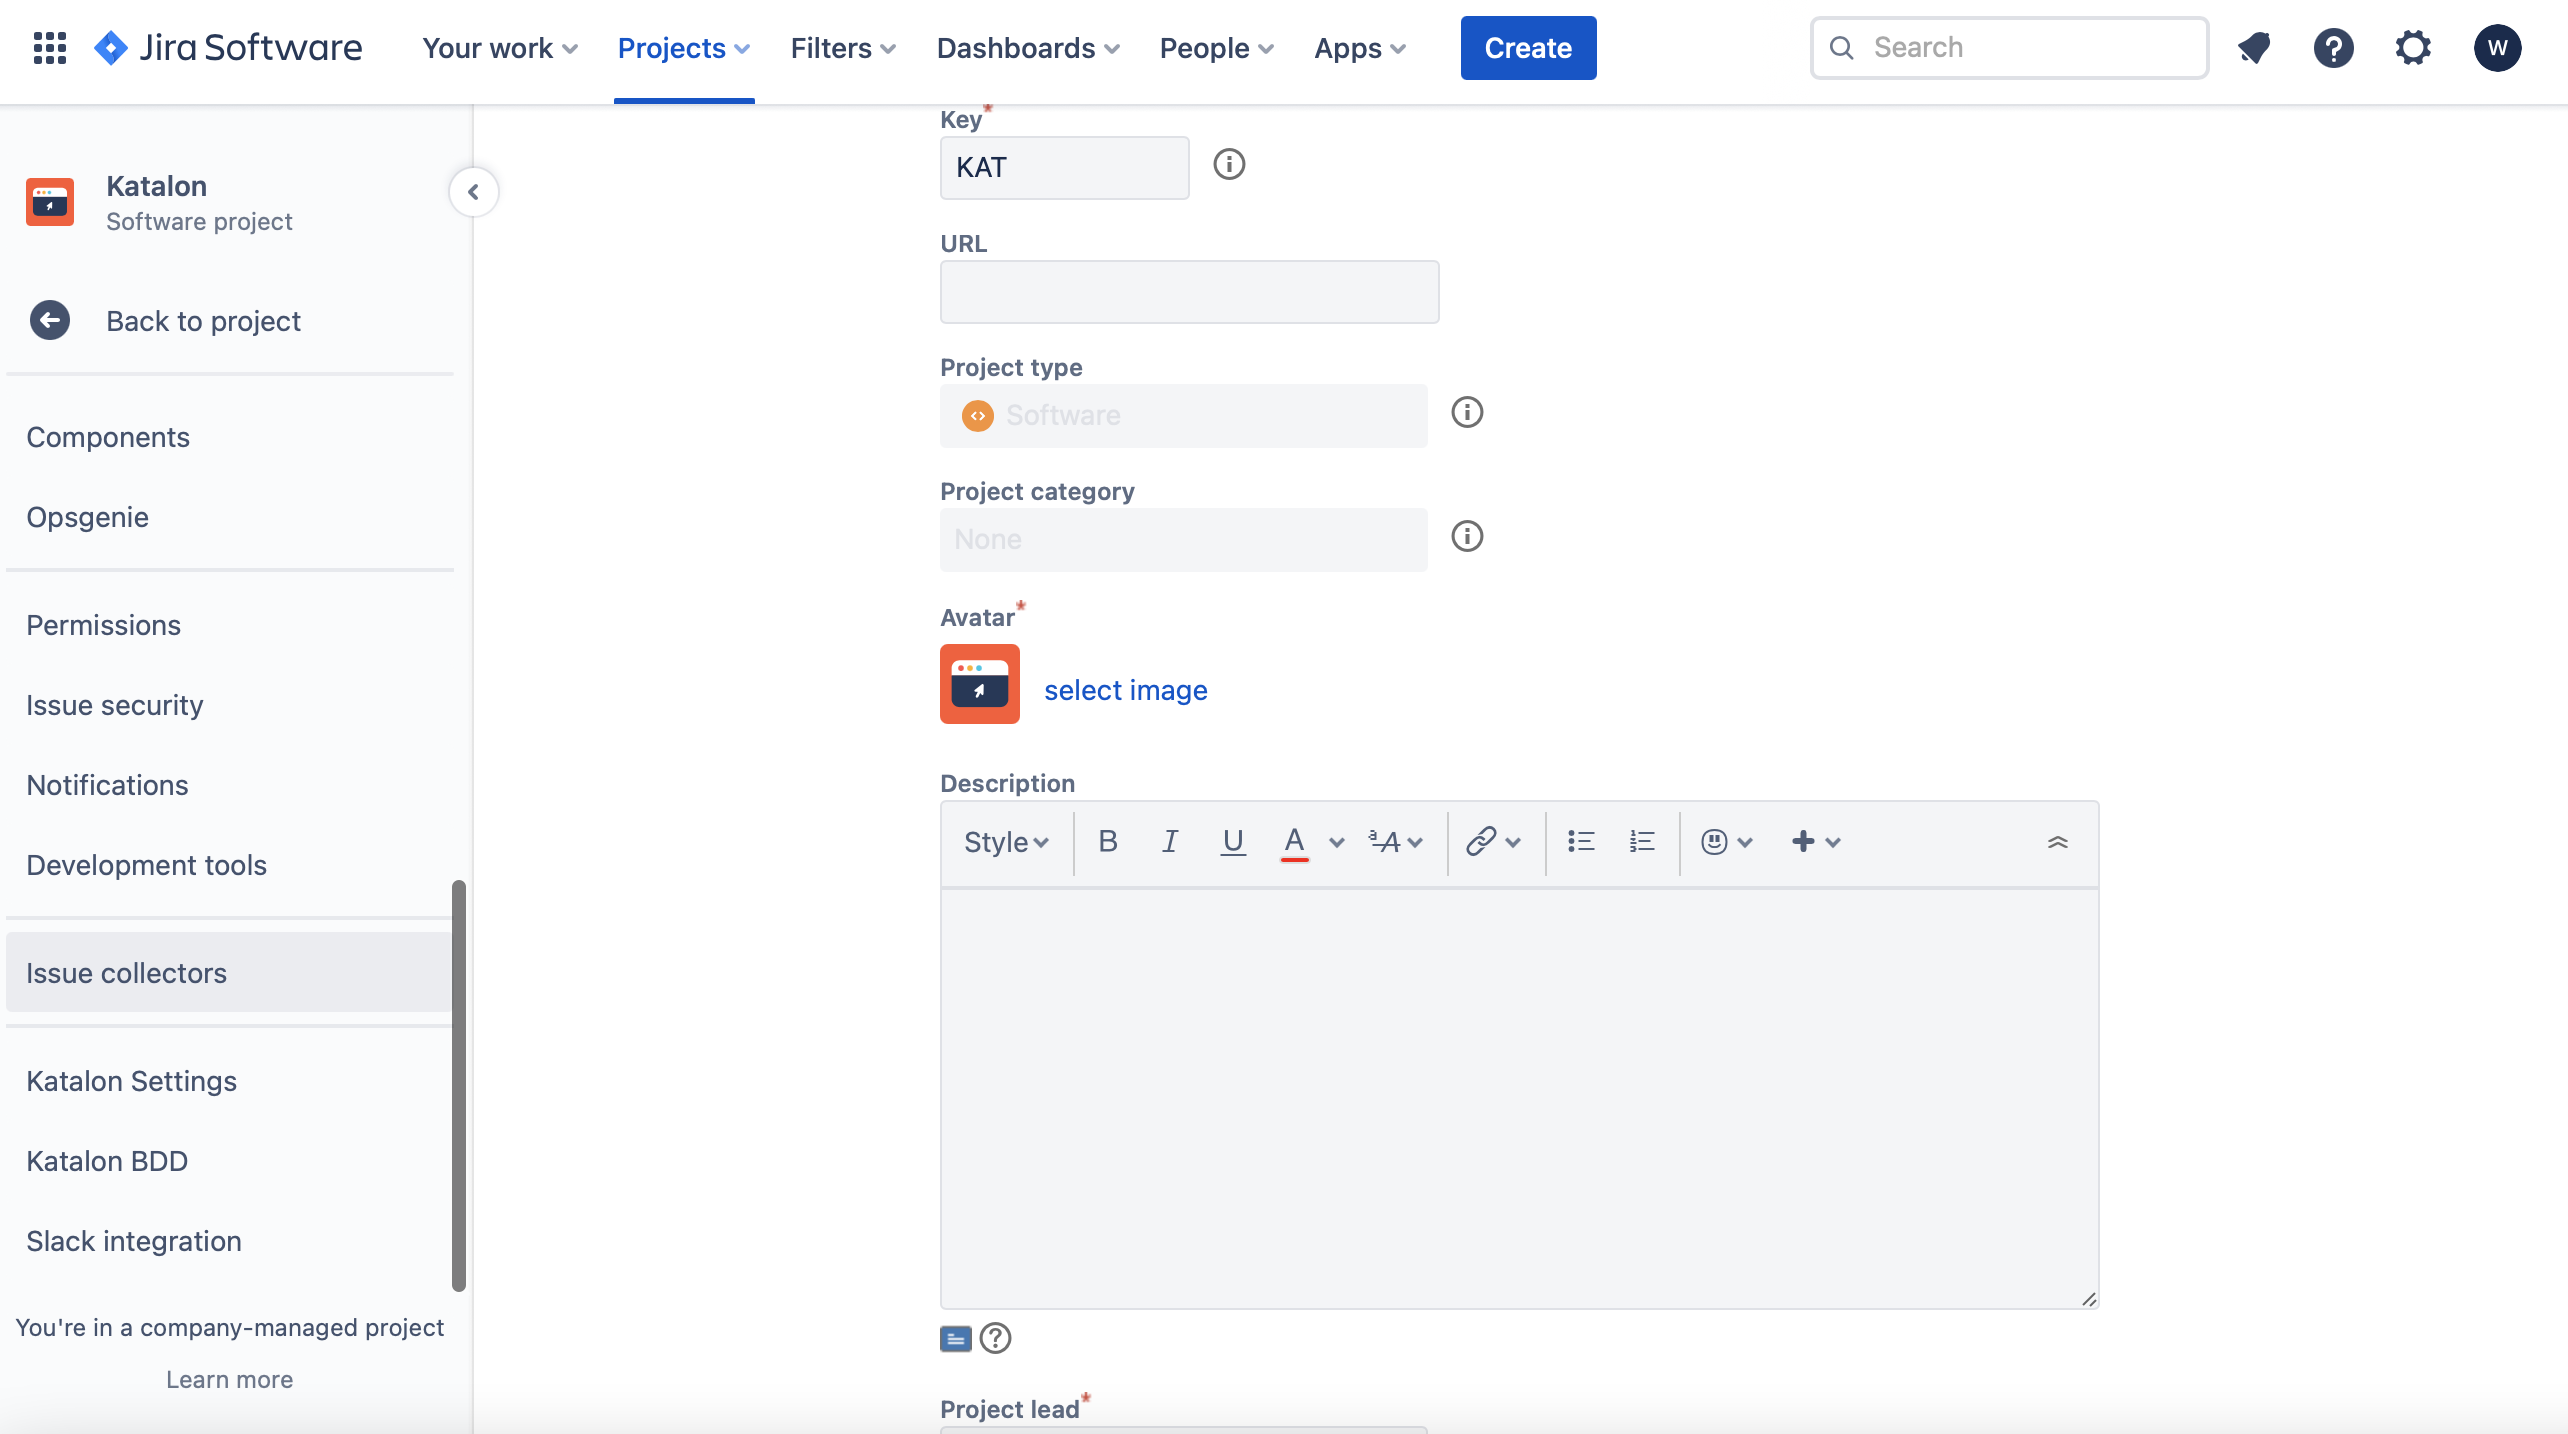 Jira Software
Your work
Projects
Filters
Dashboards
People
Apps
Create
Search
W
Katalon
Software project
Back to project
Components
Opsgenie
Permissions
Issue security
Notifications
Development tools
Issue collectors
Katalon Settings
Katalon BDD
Slack integration
You're in a company-managed project
Learn more
Key*
KAT
URL
Project type
Software
Project category
None
Avatar*
select image
Description
Style
B
I
U
A
Project lead*